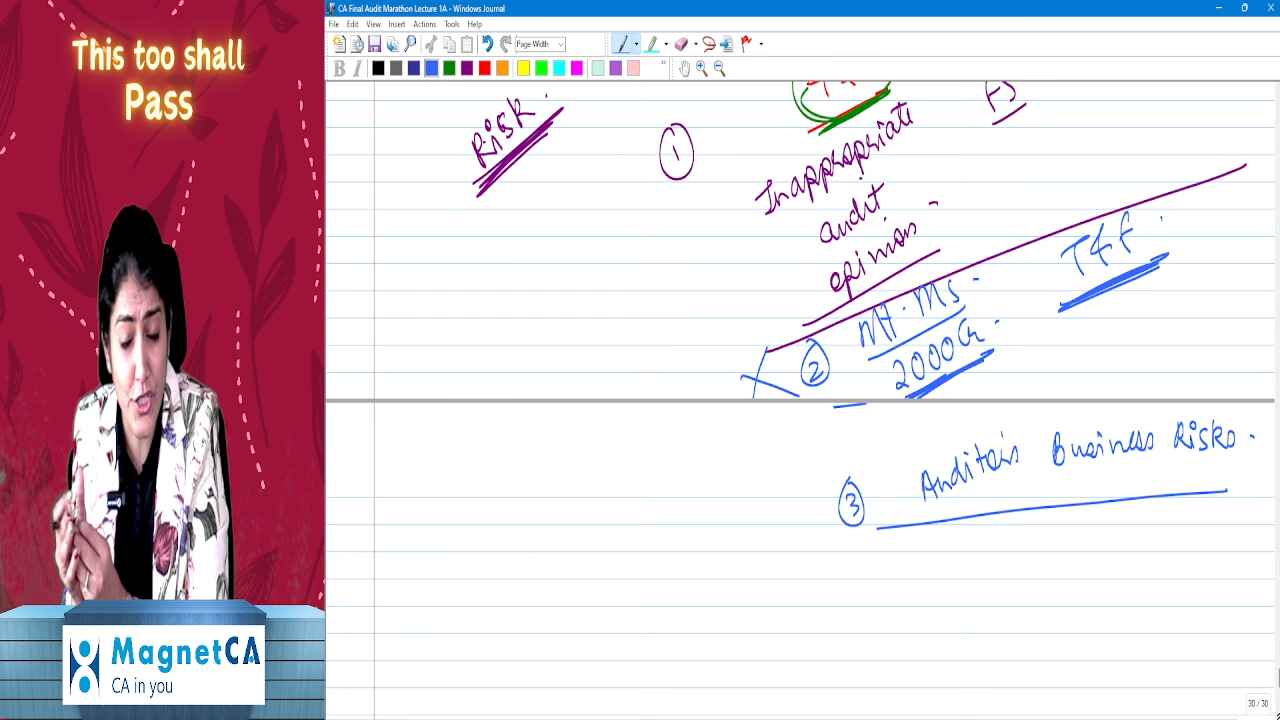 This too shall
Pass
MagnetCA
CA in you
CA Final Audit Marathon Lecture 1A - Windows Journal
File Edit View Insert Actions Tools Help
Page Width
B I
Risk.
①
FS
Inappropriate
audit
opinion.
T&F.
② Mt. Ms.
2000Cr.
③ Auditor's Business Risks.
30 / 30